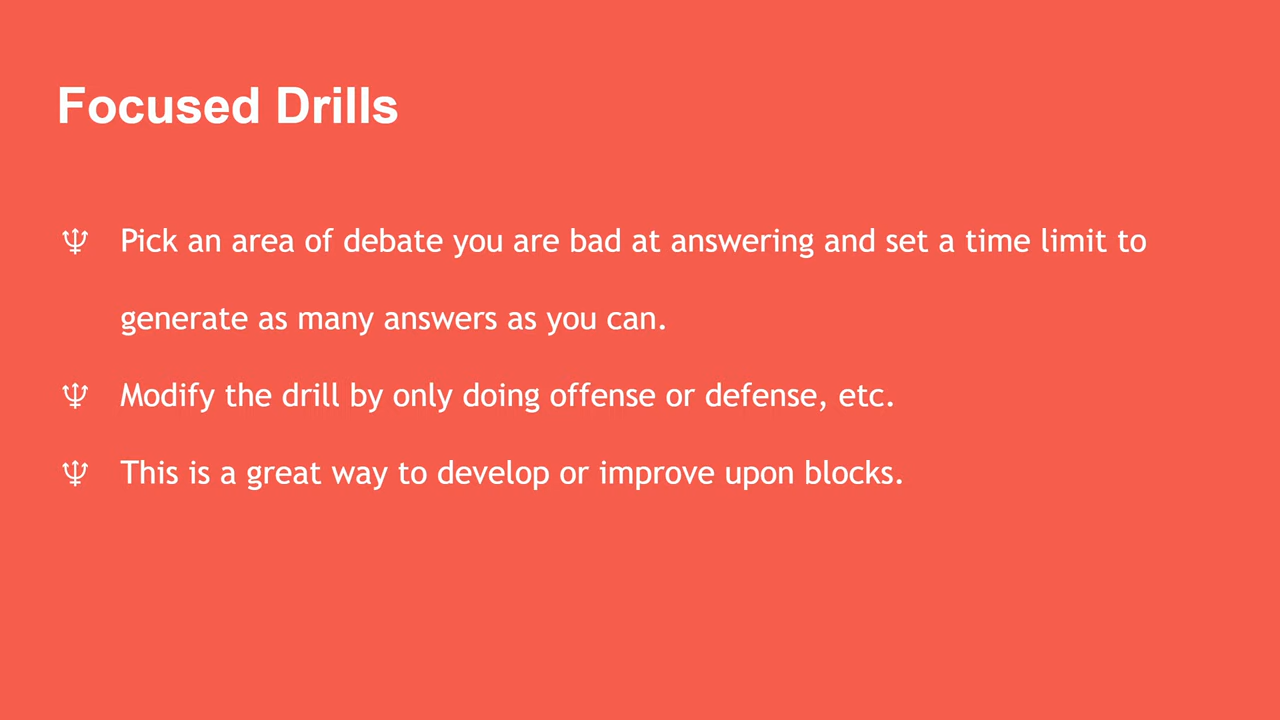 Focused Drills
♆ Pick an area of debate you are bad at answering and set a time limit to
generate as many answers as you can.
♆ Modify the drill by only doing offense or defense, etc.
♆ This is a great way to develop or improve upon blocks.